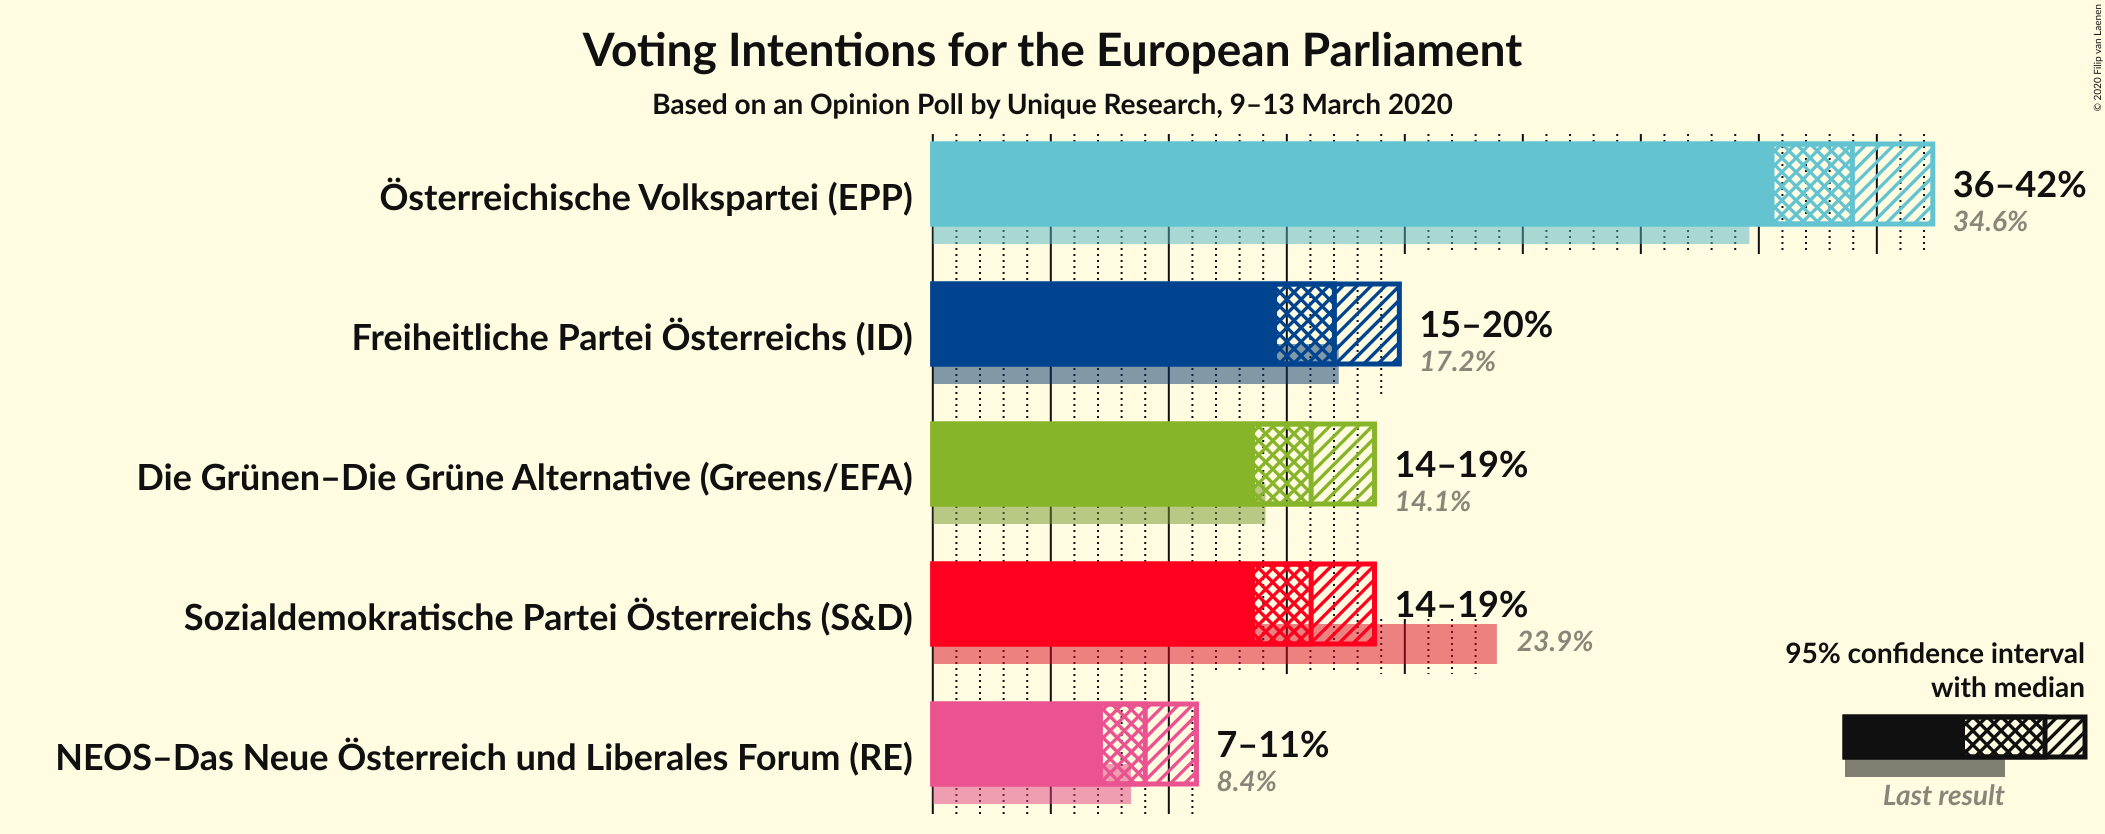 Voting Intentions for the European Parliament
Based on an Opinion Poll by Unique Research, 9–13 March 2020
© 2020 Filip van Laenen
Österreichische Volkspartei (EPP)
36–42%
34.6%
Freiheitliche Partei Österreichs (ID)
15–20%
17.2%
Die Grünen–Die Grüne Alternative (Greens/EFA)
14–19%
14.1%
Sozialdemokratische Partei Österreichs (S&D)
14–19%
23.9%
NEOS–Das Neue Österreich und Liberales Forum (RE)
7–11%
8.4%
95% confidence interval
with median
Last result